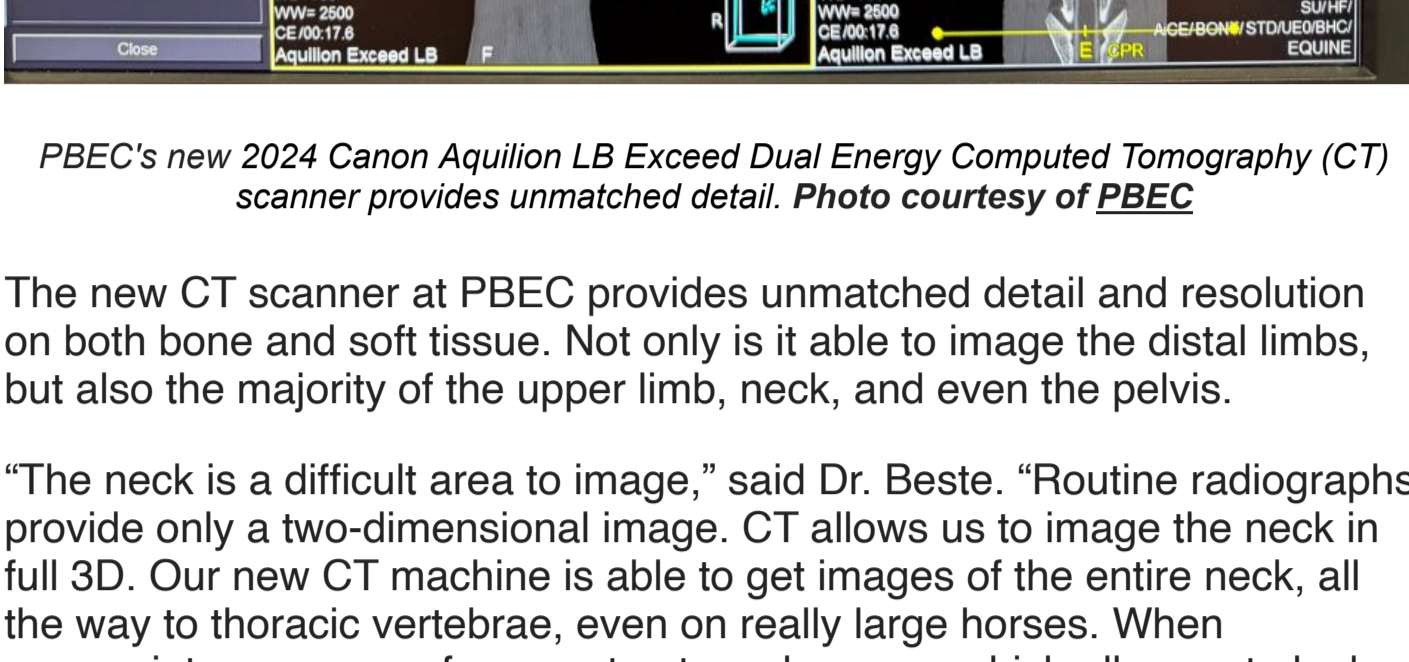 Close
WW= 2500
CE/00:17.6
Aquilion Exceed LB
F
R
WW= 2500
CE/00:17.6
Aquilion Exceed LB
E CPR
SU/HF/
AiCE/BONE/STD/UE0/BHC/
EQUINE
PBEC's new 2024 Canon Aquilion LB Exceed Dual Energy Computed Tomography (CT)
scanner provides unmatched detail. Photo courtesy of PBEC
The new CT scanner at PBEC provides unmatched detail and resolution
on both bone and soft tissue. Not only is it able to image the distal limbs,
but also the majority of the upper limb, neck, and even the pelvis.
“The neck is a difficult area to image,” said Dr. Beste. “Routine radiographs
provide only a two-dimensional image. CT allows us to image the neck in
full 3D. Our new CT machine is able to get images of the entire neck, all
the way to thoracic vertebrae, even on really large horses. When